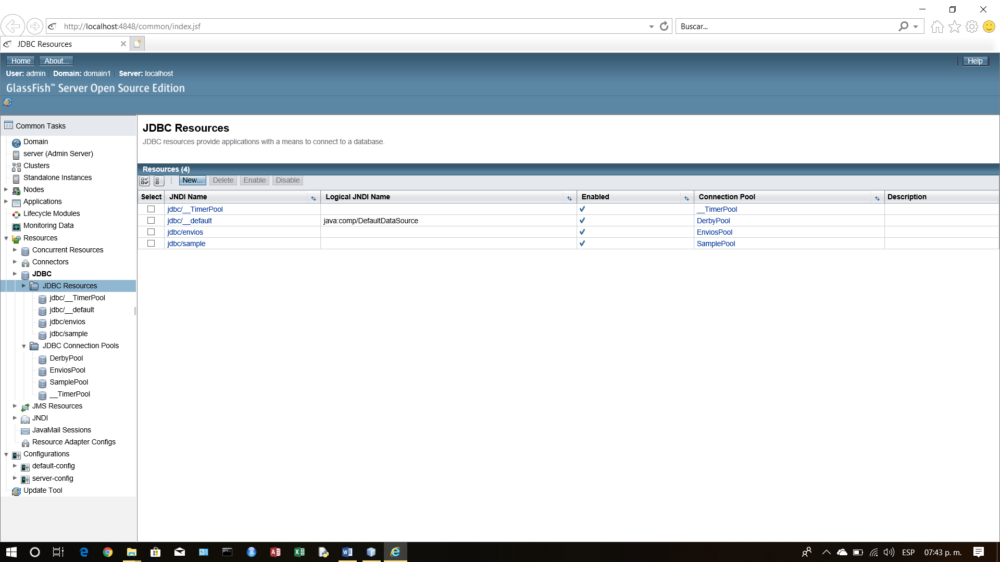 http://localhost:4848/common/index.jsf
Buscar...
JDBC Resources
Home About... Help
User: admin Domain: domain1 Server: localhost
GlassFish™ Server Open Source Edition
Common Tasks
Domain
server (Admin Server)
Clusters
Standalone Instances
Nodes
Applications
Lifecycle Modules
Monitoring Data
Resources
Concurrent Resources
Connectors
JDBC
JDBC Resources
jdbc/__TimerPool
jdbc/__default
jdbc/envios
jdbc/sample
JDBC Connection Pools
DerbyPool
EnviosPool
SamplePool
__TimerPool
JMS Resources
JNDI
JavaMail Sessions
Resource Adapter Configs
Configurations
default-config
server-config
Update Tool
JDBC Resources
JDBC resources provide applications with a means to connect to a database.
Resources (4)
New... Delete Enable Disable
Select JNDI Name Logical JNDI Name Enabled Connection Pool Description
jdbc/__TimerPool __TimerPool
jdbc/__default java:comp/DefaultDataSource DerbyPool
jdbc/envios EnviosPool
jdbc/sample SamplePool
ESP 07:43 p. m.